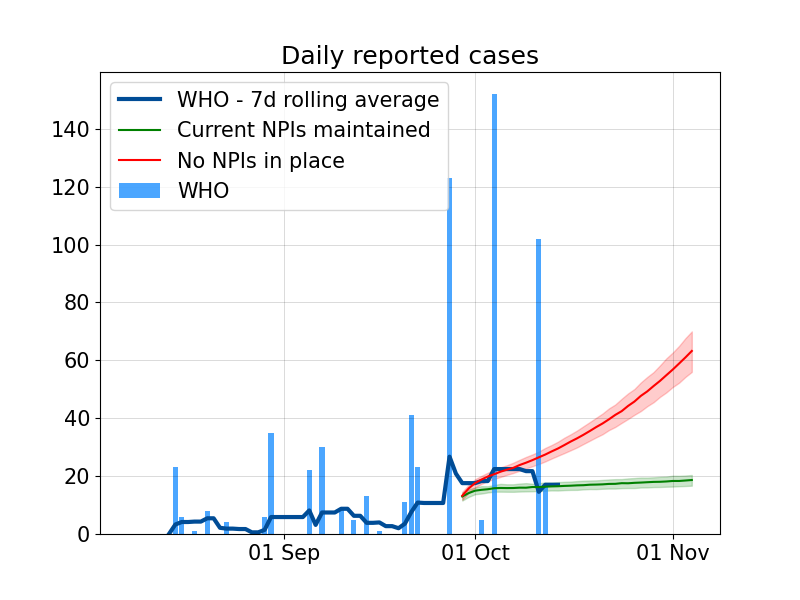 Daily reported cases
WHO - 7d rolling average
Current NPIs maintained
No NPIs in place
WHO
140
120
100
80
60
40
20
0
01 Sep
01 Oct
01 Nov